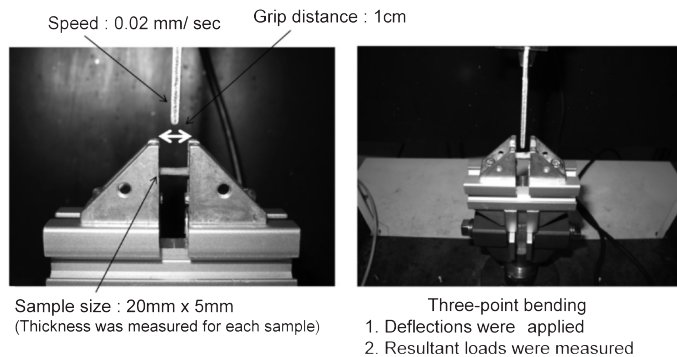 Speed : 0.02 mm/ sec
Grip distance : 1cm
Sample size : 20mm x 5mm
(Thickness was measured for each sample)
Three-point bending
1. Deflections were applied
2. Resultant loads were measured